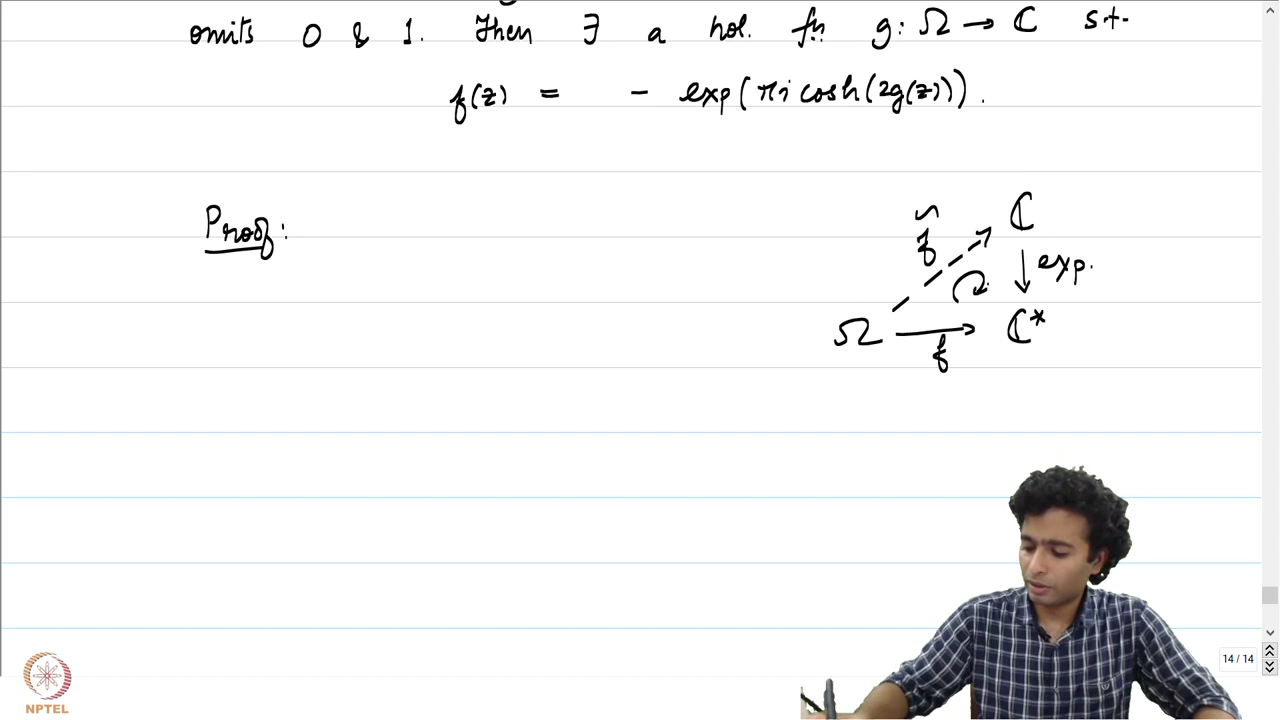 omits 0 & 1. Then ∃ a hol. fn. g: Ω → ℂ s.t.
f(z) = - exp(πi cosh(2g(z))).
Proof:
f̃
ℂ
↓ exp.
Ω → ℂ*
f
14 / 14
NPTEL